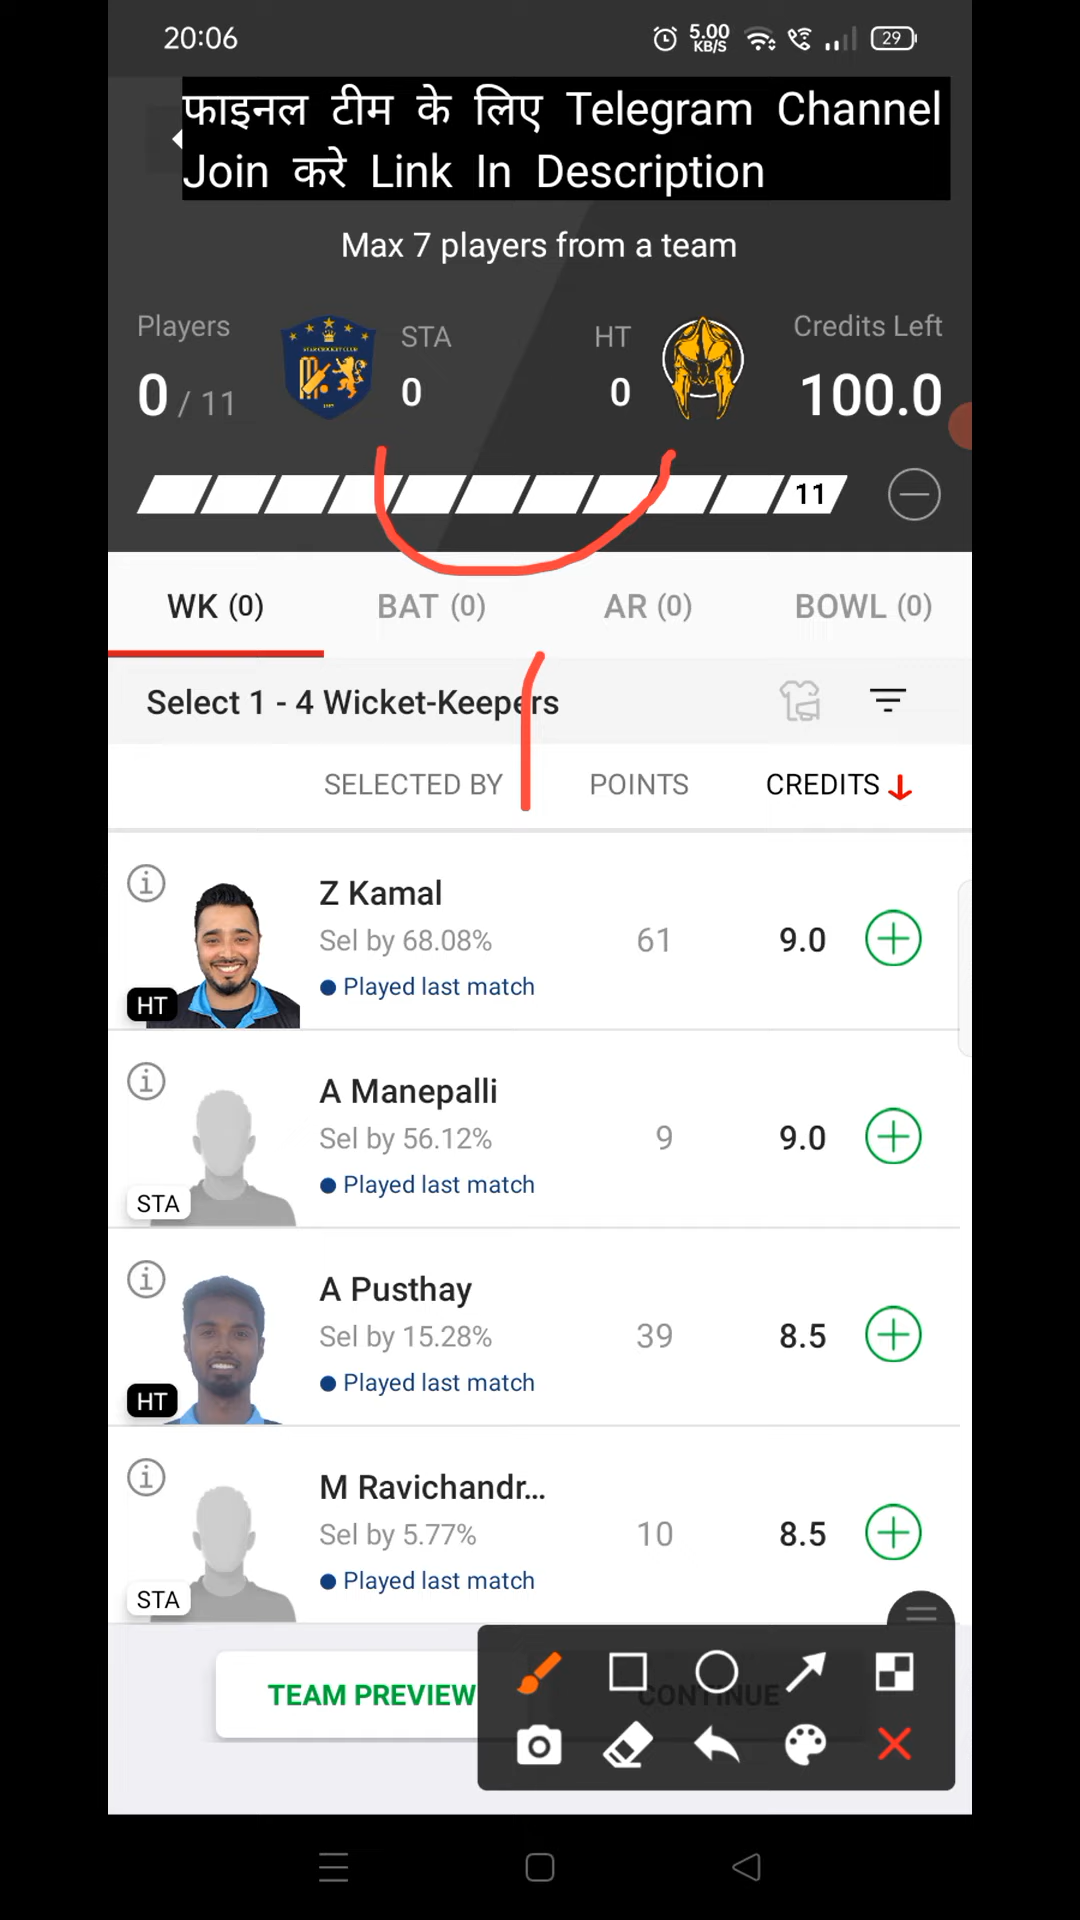 20:06
5.00 KB/S
29
फाइनल टीम के लिए Telegram Channel
Join करे Link In Description
Max 7 players from a team
Players
STA
HT
Credits Left
0 / 11
0
0
100.0
11
WK (0)
BAT (0)
AR (0)
BOWL (0)
Select 1 - 4 Wicket-Keepers
SELECTED BY
POINTS
CREDITS
Z Kamal
Sel by 68.08%
61
9.0
Played last match
HT
A Manepalli
Sel by 56.12%
9
9.0
Played last match
STA
A Pusthay
Sel by 15.28%
39
8.5
Played last match
HT
M Ravichandr...
Sel by 5.77%
10
8.5
Played last match
STA
TEAM PREVIEW
CONTINUE